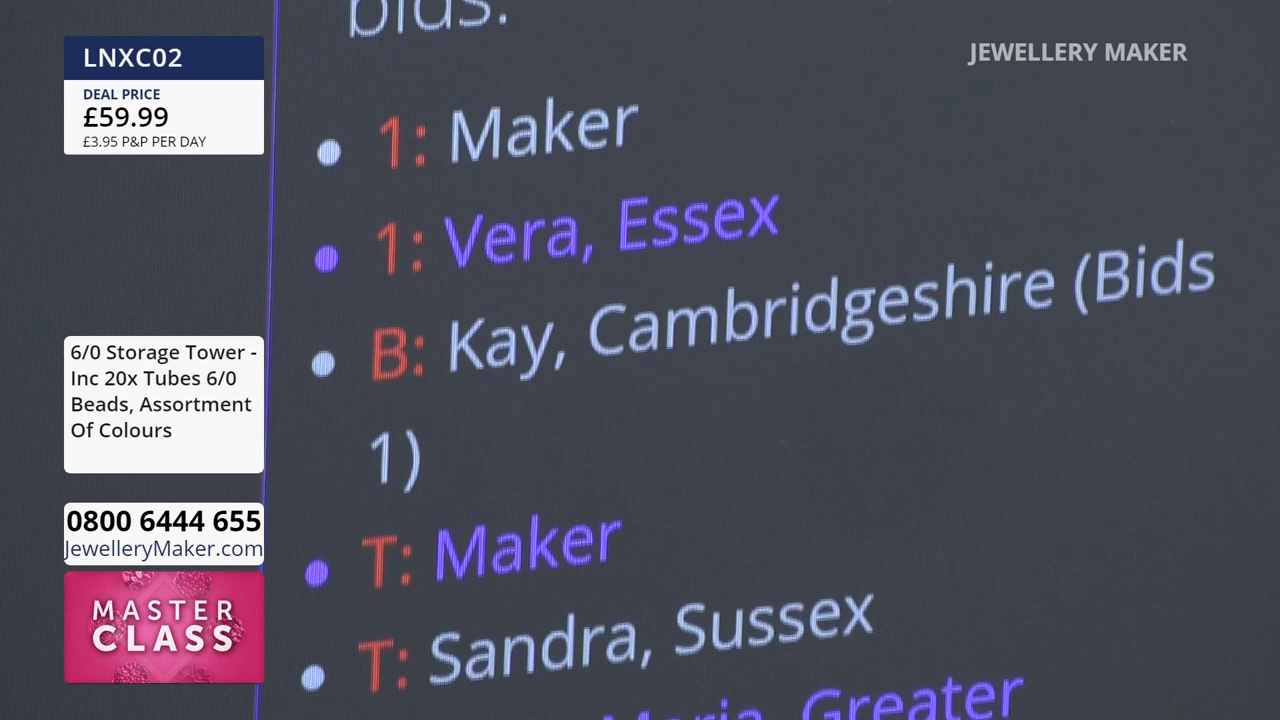 LNXC02
DEAL PRICE
£59.99
£3.95 P&P PER DAY
6/0 Storage Tower -
Inc 20x Tubes 6/0
Beads, Assortment
Of Colours
0800 6444 655
JewelleryMaker.com
MASTER
CLASS
JEWELLERY MAKER
bids.
1: Maker
1: Vera, Essex
B: Kay, Cambridgeshire (Bids
1)
T: Maker
T: Sandra, Sussex
Maria, Greater